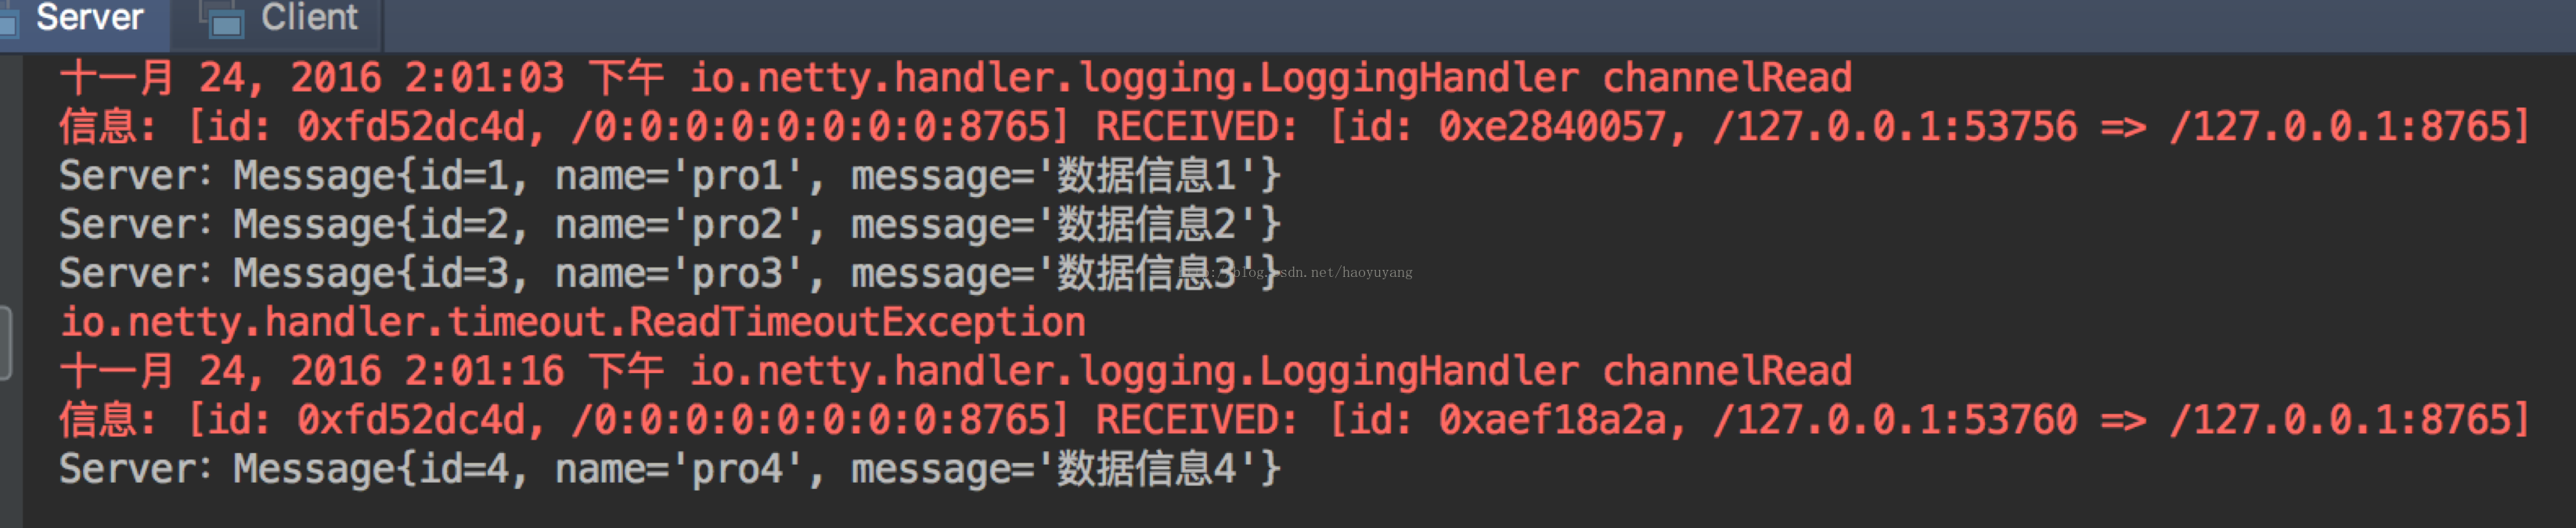 Server Client
十一月 24, 2016 2:01:03 下午 io.netty.handler.logging.LoggingHandler channelRead
信息: [id: 0xfd52dc4d, /0:0:0:0:0:0:0:0:8765] RECEIVED: [id: 0xe2840057, /127.0.0.1:53756 => /127.0.0.1:8765]
Server：Message{id=1, name='pro1', message='数据信息1'}
Server：Message{id=2, name='pro2', message='数据信息2'}
Server：Message{id=3, name='pro3', message='数据信息3'}
http://blog.csdn.net/haoyuyang
io.netty.handler.timeout.ReadTimeoutException
十一月 24, 2016 2:01:16 下午 io.netty.handler.logging.LoggingHandler channelRead
信息: [id: 0xfd52dc4d, /0:0:0:0:0:0:0:0:8765] RECEIVED: [id: 0xaef18a2a, /127.0.0.1:53760 => /127.0.0.1:8765]
Server：Message{id=4, name='pro4', message='数据信息4'}